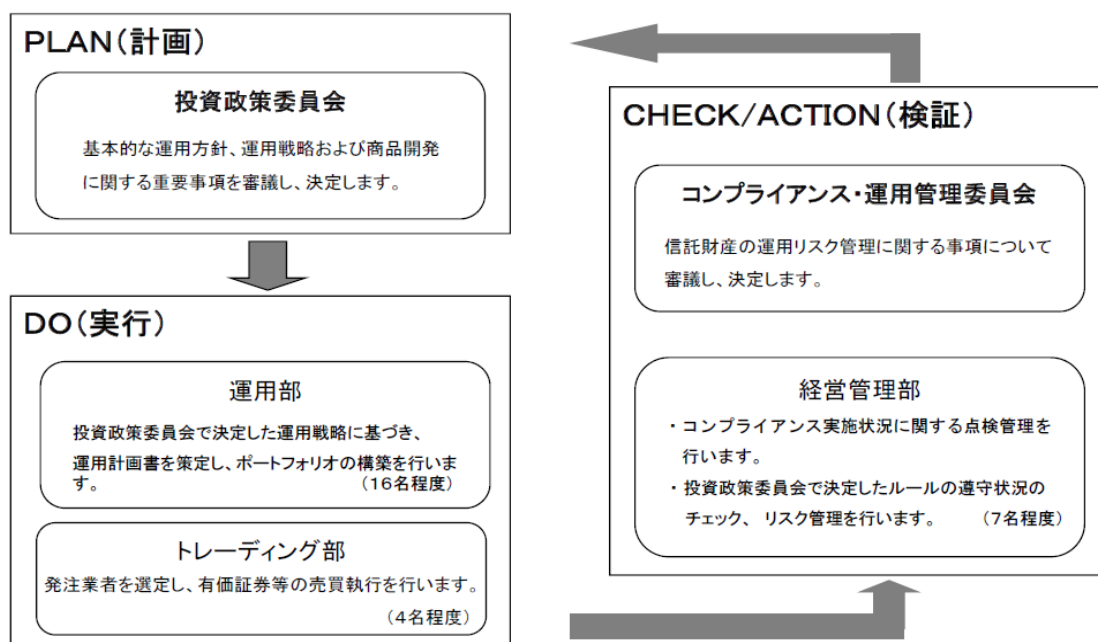 PLAN(計画)
投資政策委員会
基本的な運用方針、運用戦略および商品開発
に関する重要事項を審議し、決定します。
DO(実行)
運用部
投資政策委員会で決定した運用戦略に基づき、
運用計画書を策定し、ポートフォリオの構築を行いま
す。 (16名程度)
トレーディング部
発注業者を選定し、有価証券等の売買執行を行います。
(4名程度)
CHECK/ACTION(検証)
コンプライアンス・運用管理委員会
信託財産の運用リスク管理に関する事項について
審議し、決定します。
経営管理部
・コンプライアンス実施状況に関する点検管理を
行います。
・投資政策委員会で決定したルールの遵守状況の
チェック、 リスク管理を行います。 (7名程度)